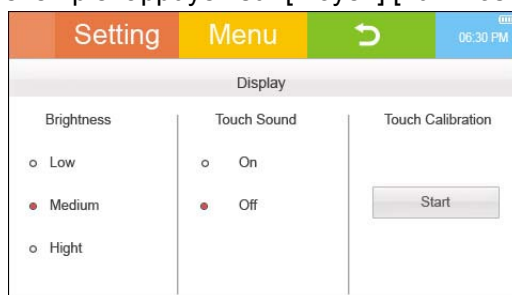 Setting Menu 06:30 PM
Display
Brightness Touch Sound Touch Calibration
Low On
Medium Off Start
Hight